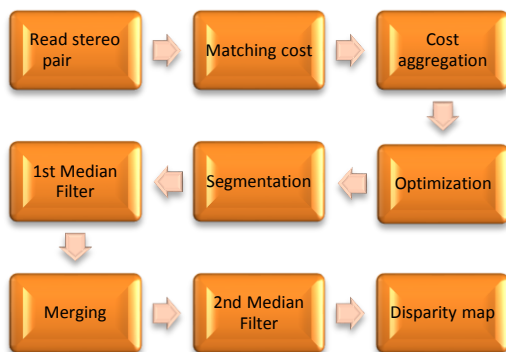 Read stereo
pair
Matching cost
Cost
aggregation
Optimization
Segmentation
1st Median
Filter
Merging
2nd Median
Filter
Disparity map